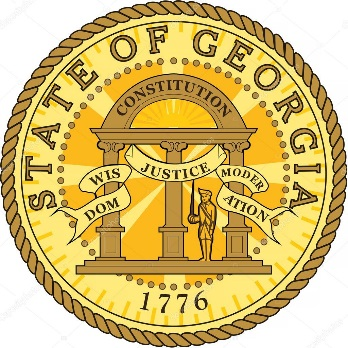 STATE OF GEORGIA
CONSTITUTION
WIS
DOM
JUSTICE
MODER
ATION
1776